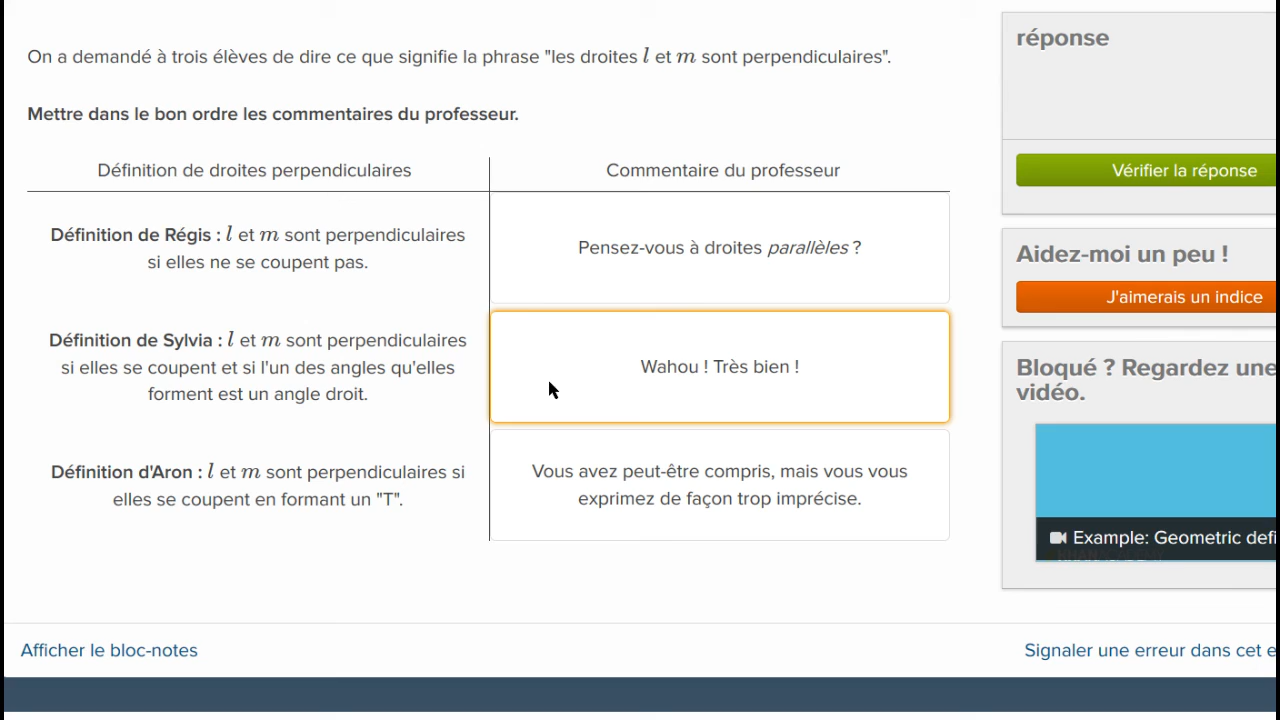 On a demandé à trois élèves de dire ce que signifie la phrase "les droites l et m sont perpendiculaires".
réponse
Mettre dans le bon ordre les commentaires du professeur.
Définition de droites perpendiculaires
Commentaire du professeur
Vérifier la réponse
Définition de Régis : l et m sont perpendiculaires
si elles ne se coupent pas.
Pensez-vous à droites parallèles ?
Aidez-moi un peu !
J'aimerais un indice
Définition de Sylvia : l et m sont perpendiculaires
si elles se coupent et si l'un des angles qu'elles
forment est un angle droit.
Wahou ! Très bien !
Bloqué ? Regardez une
vidéo.
Définition d'Aron : l et m sont perpendiculaires si
elles se coupent en formant un "T".
Vous avez peut-être compris, mais vous vous
exprimez de façon trop imprécise.
Example: Geometric defi
Afficher le bloc-notes
Signaler une erreur dans cet e